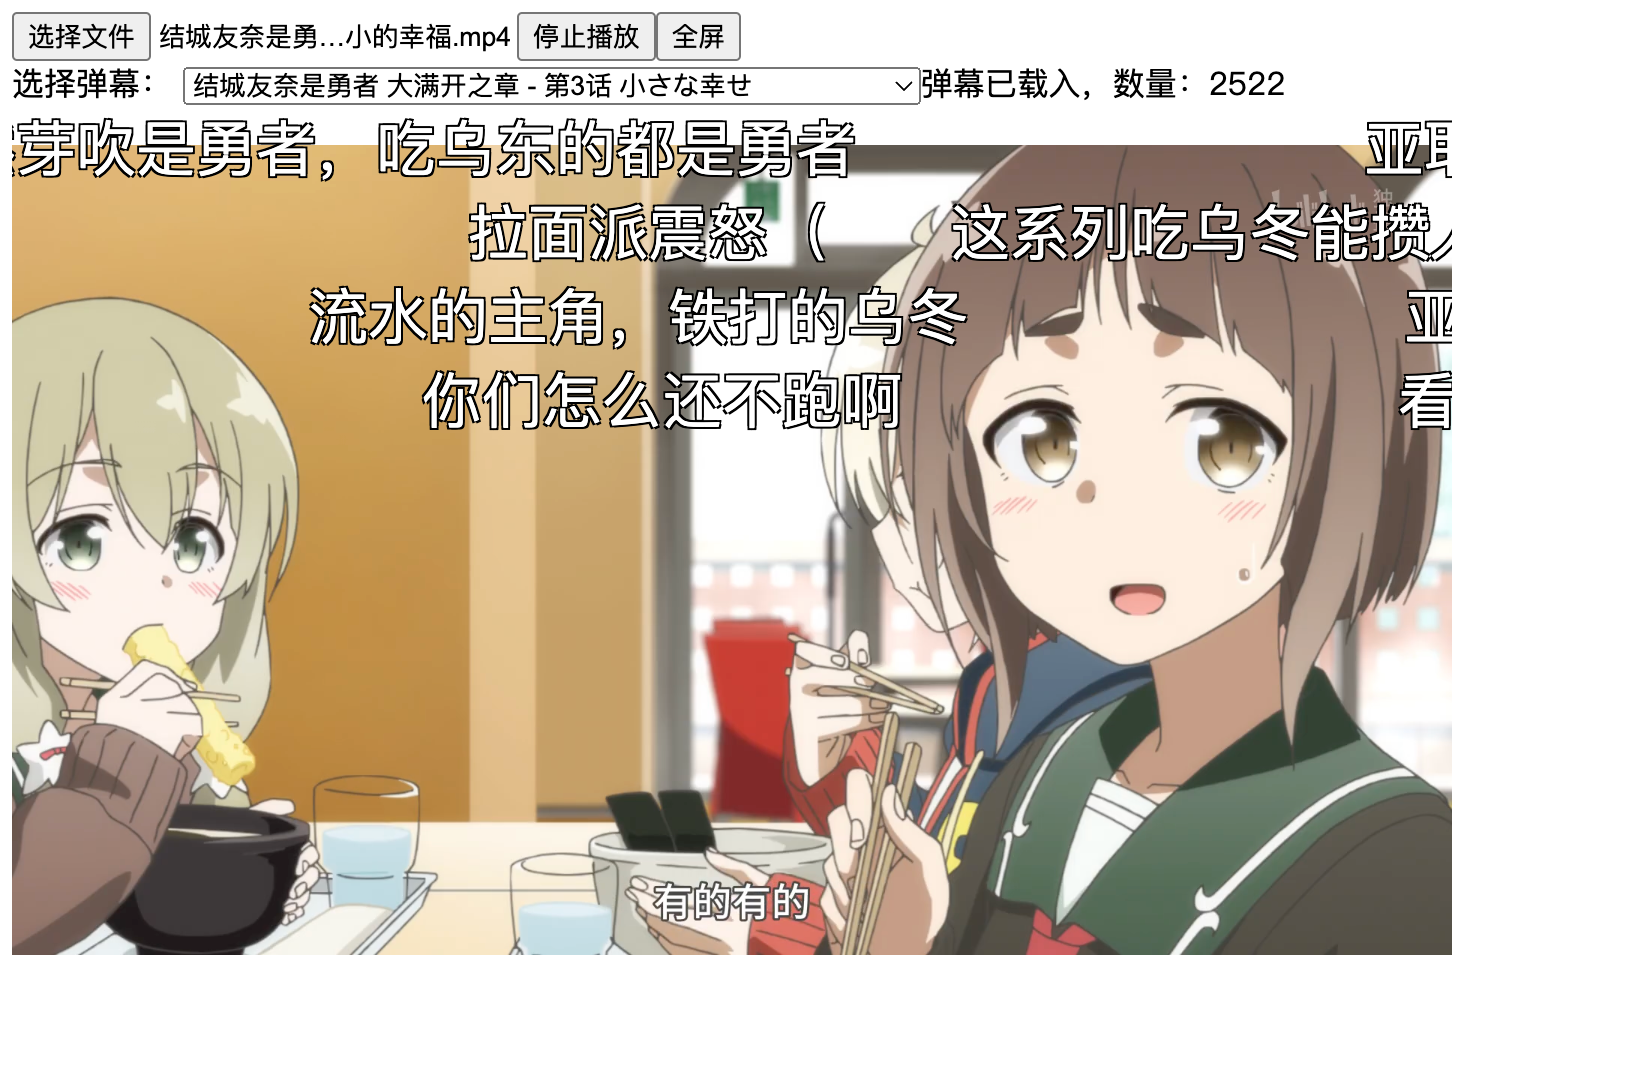 选择文件 结城友奈是勇…小的幸福.mp4 停止播放 全屏
选择弹幕： 结城友奈是勇者 大满开之章 - 第3话 小さな幸せ 弹幕已载入，数量：2522
芽吹是勇者，吃乌东的都是勇者 亚
独
拉面派震怒（ 这系列吃乌冬能攒
流水的主角，铁打的乌冬 亚
你们怎么还不跑啊 看
有的有的